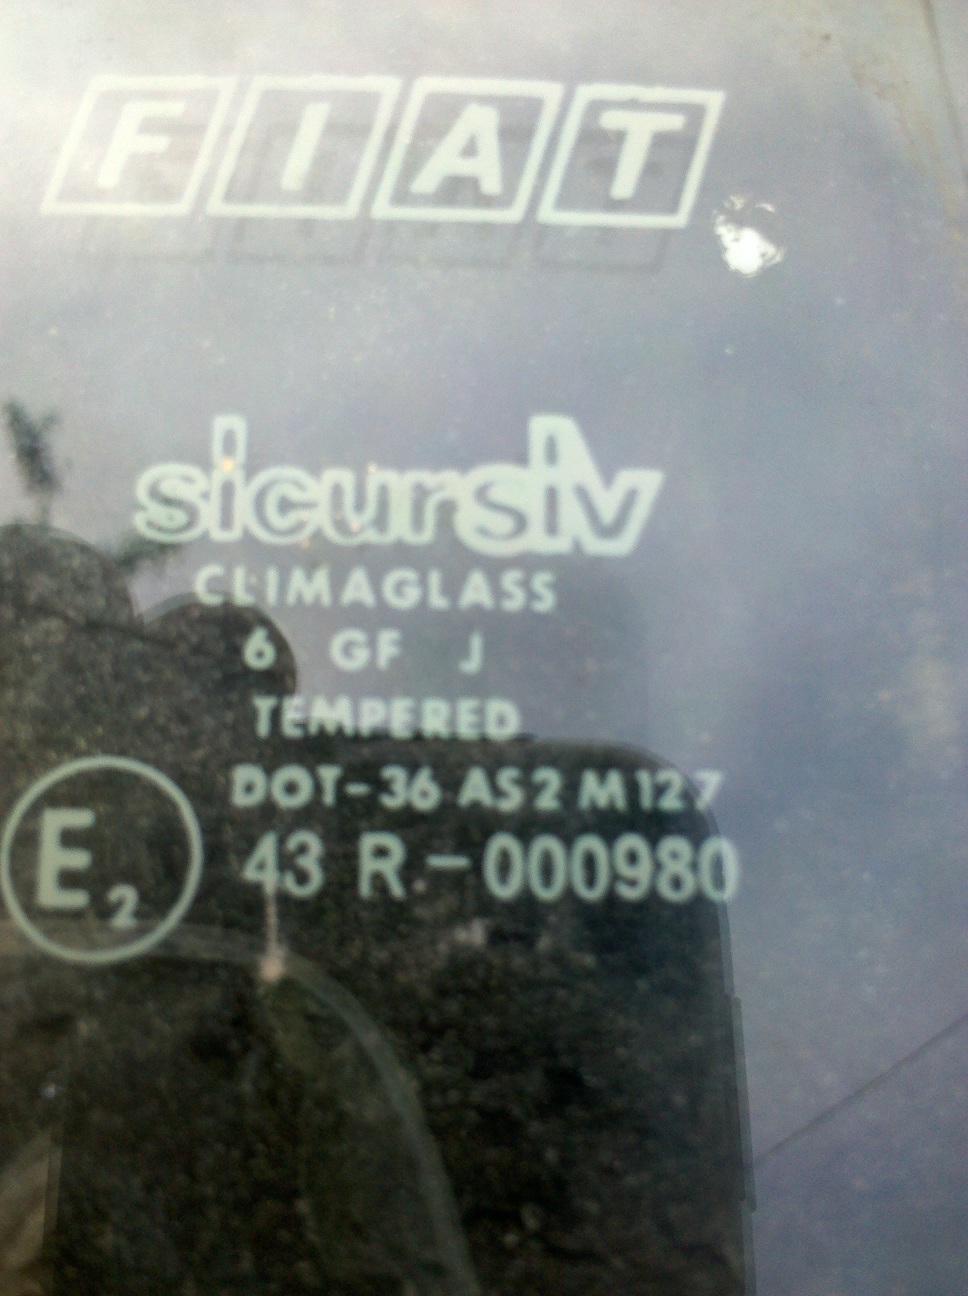 FIAT
sicursiv
CLIMAGLASS
6 GF J
TEMPERED
DOT-36 AS2 M127
E2 43 R-000980